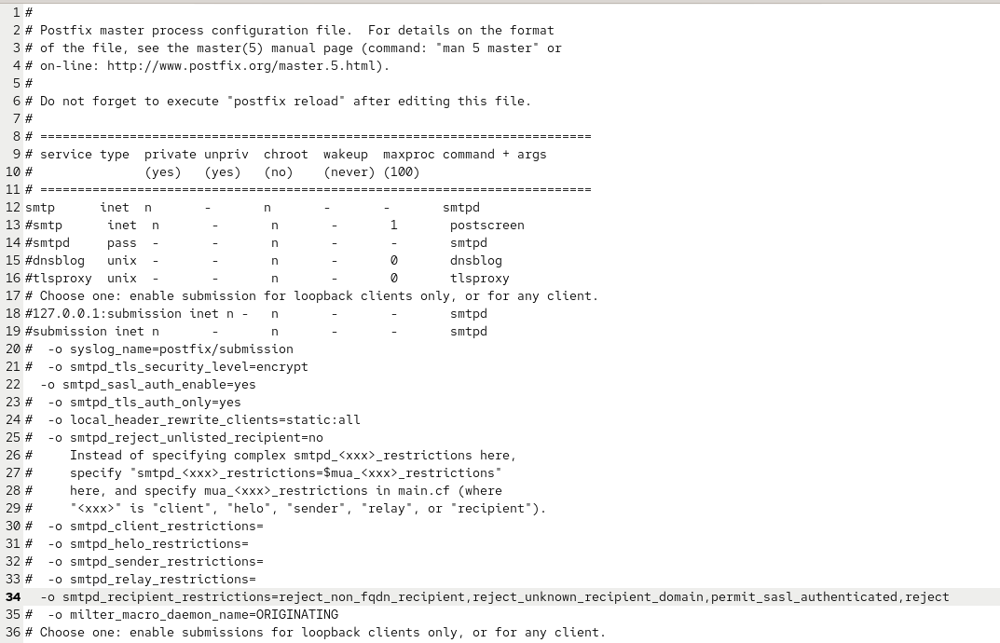 1 #
2 # Postfix master process configuration file.  For details on the format
3 # of the file, see the master(5) manual page (command: "man 5 master" or
4 # on-line: http://www.postfix.org/master.5.html).
5 #
6 # Do not forget to execute "postfix reload" after editing this file.
7 #
8 # ==========================================================================
9 # service type  private unpriv  chroot  wakeup  maxproc command + args
10 #               (yes)   (yes)   (no)    (never) (100)
11 # ==========================================================================
12 smtp      inet  n       -       n       -       -       smtpd
13 #smtp      inet  n       -       n       -       1       postscreen
14 #smtpd     pass  -       -       n       -       -       smtpd
15 #dnsblog   unix  -       -       n       -       0       dnsblog
16 #tlsproxy  unix  -       -       n       -       0       tlsproxy
17 # Choose one: enable submission for loopback clients only, or for any client.
18 #127.0.0.1:submission inet n -   n       -       -       smtpd
19 #submission inet n       -       n       -       -       smtpd
20 #  -o syslog_name=postfix/submission
21 #  -o smtpd_tls_security_level=encrypt
22   -o smtpd_sasl_auth_enable=yes
23 #  -o smtpd_tls_auth_only=yes
24 #  -o local_header_rewrite_clients=static:all
25 #  -o smtpd_reject_unlisted_recipient=no
26 #     Instead of specifying complex smtpd_<xxx>_restrictions here,
27 #     specify "smtpd_<xxx>_restrictions=$mua_<xxx>_restrictions"
28 #     here, and specify mua_<xxx>_restrictions in main.cf (where
29 #     "<xxx>" is "client", "helo", "sender", "relay", or "recipient").
30 #  -o smtpd_client_restrictions=
31 #  -o smtpd_helo_restrictions=
32 #  -o smtpd_sender_restrictions=
33 #  -o smtpd_relay_restrictions=
34   -o smtpd_recipient_restrictions=reject_non_fqdn_recipient,reject_unknown_recipient_domain,permit_sasl_authenticated,reject
35 #  -o milter_macro_daemon_name=ORIGINATING
36 # Choose one: enable submissions for loopback clients only, or for any client.